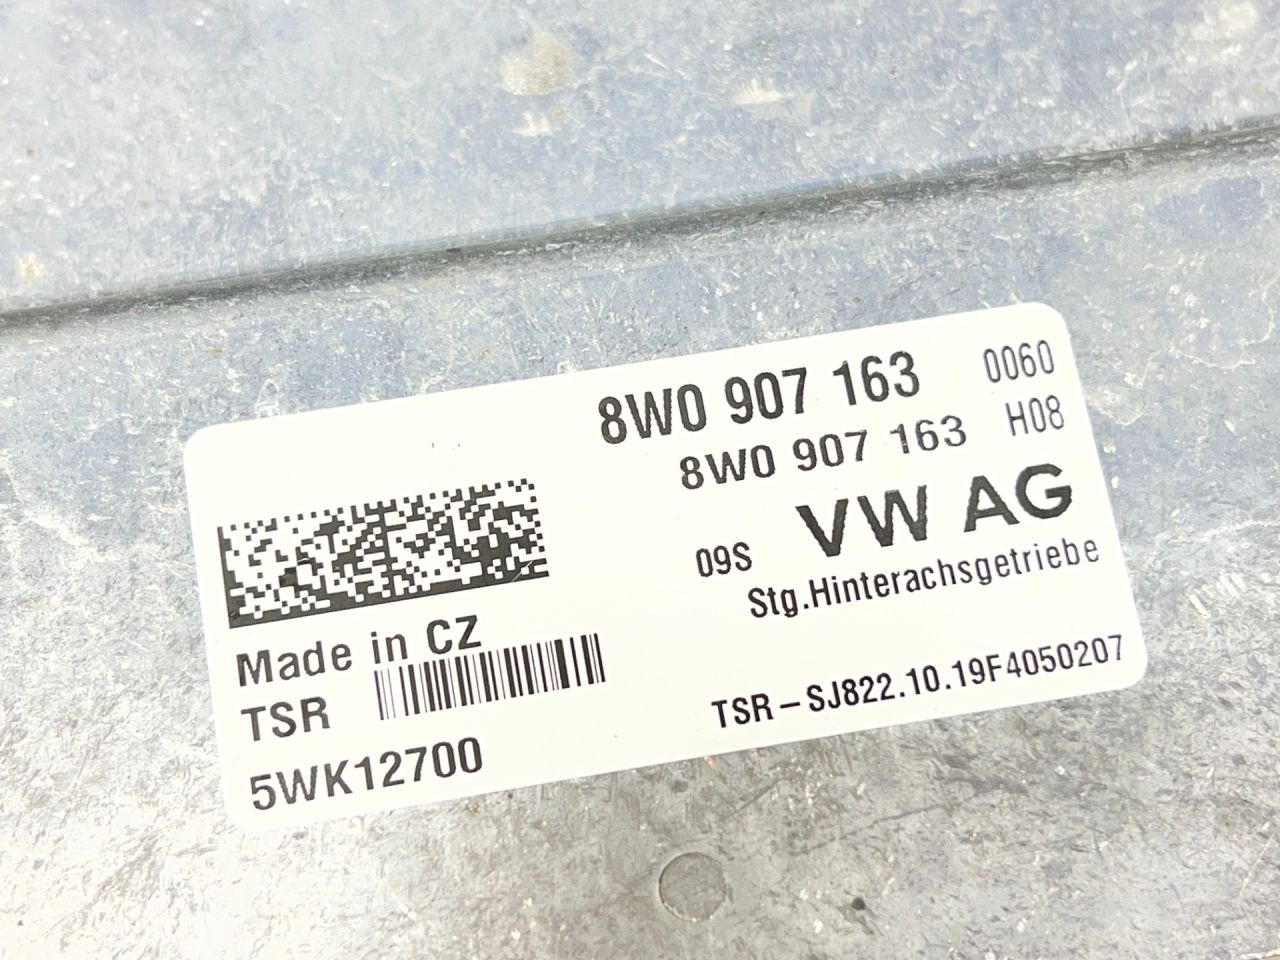 8W0 907 163 0060
8W0 907 163 H08
09S VW AG
Stg.Hinterachsgetriebe
Made in CZ
TSR
TSR-SJ822.10.19F4050207
5WK12700